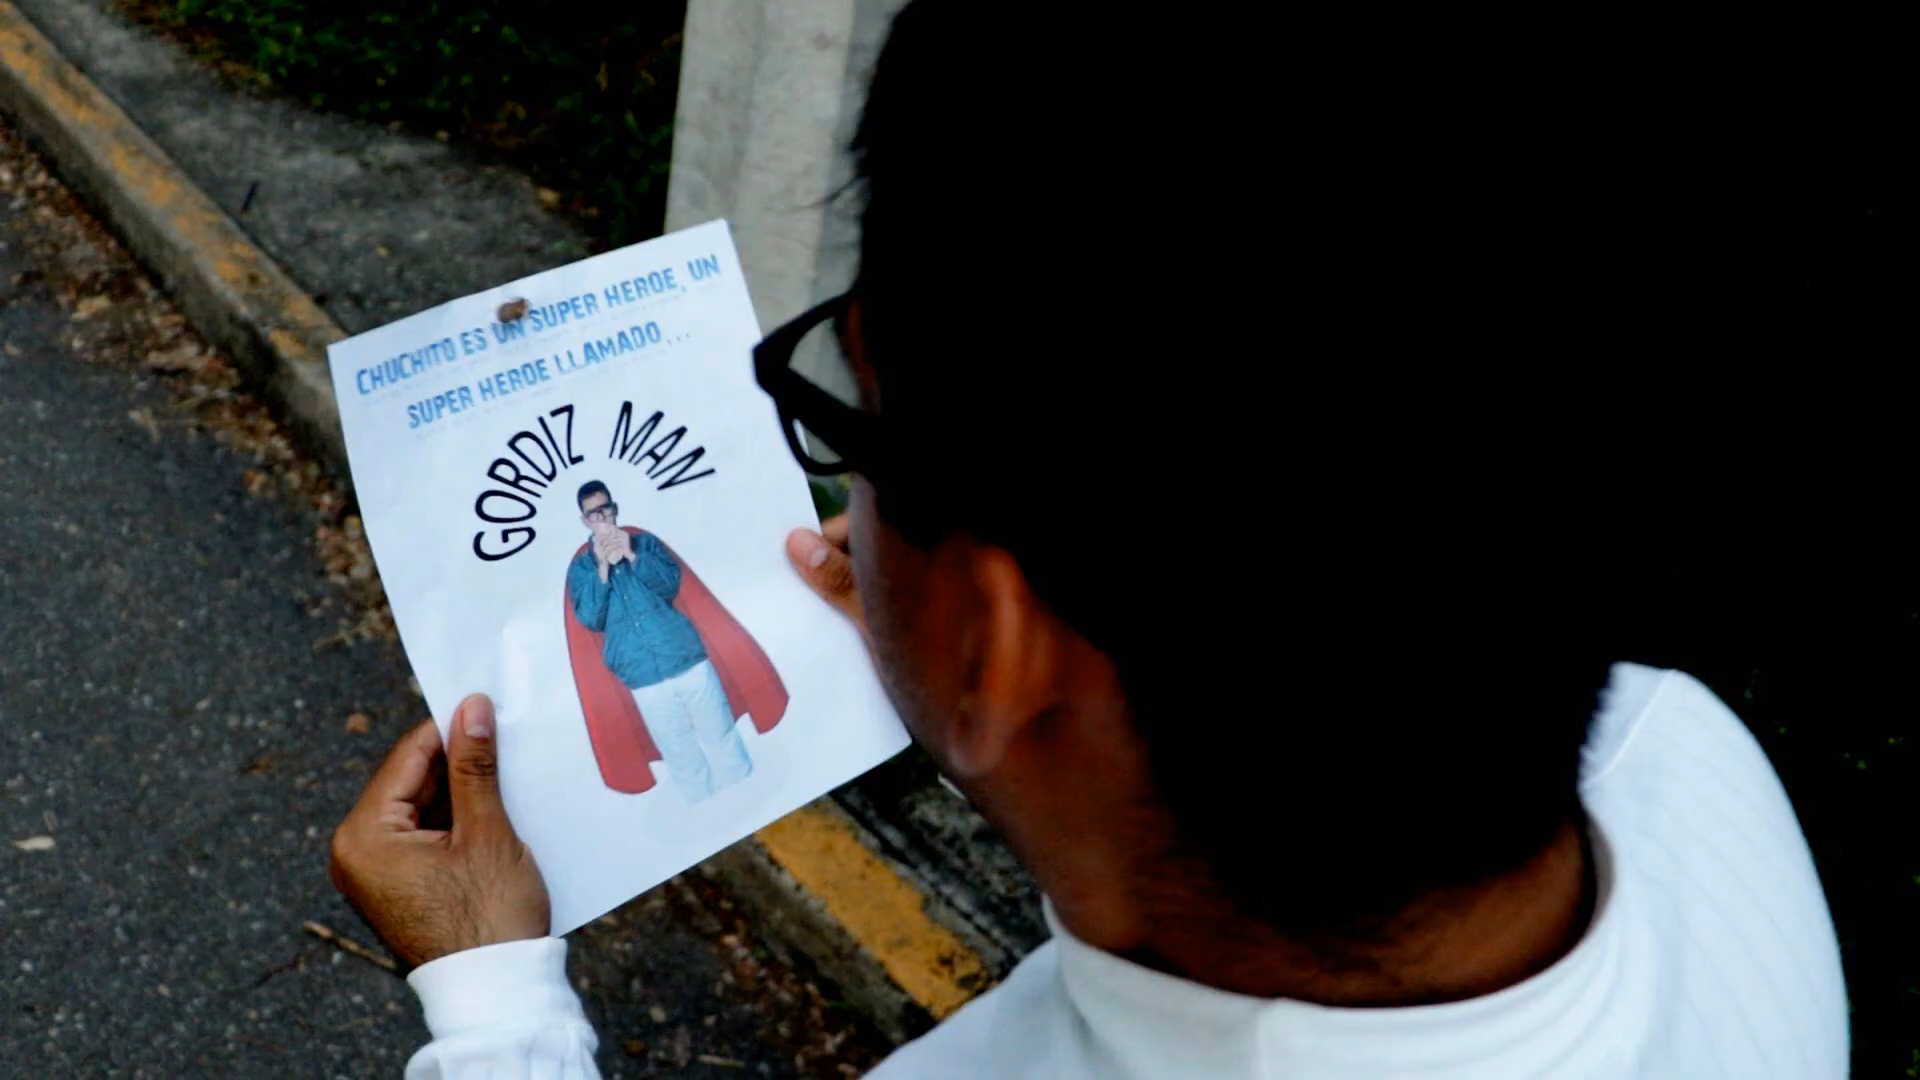 CHUCHITO ES UN SUPER HEROE, UN
SUPER HEROE LLAMADO...
GORDIZ MAN